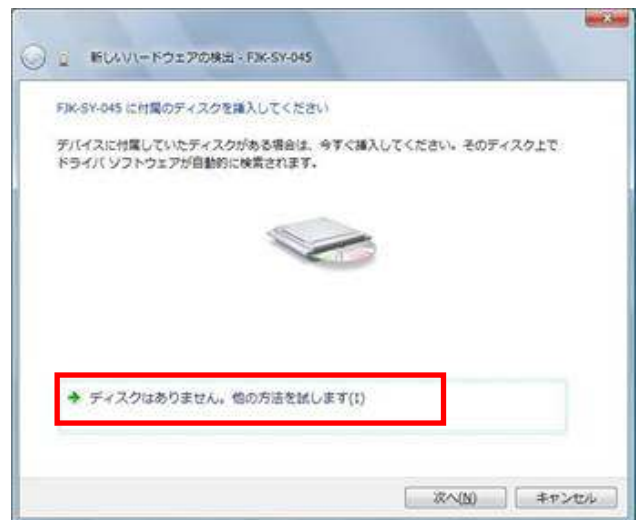 新しいハードウェアの検出 - FJK-SY-045
FJK-SY-045 に付属のディスクを挿入してください
デバイスに付属していたディスクがある場合は、今すぐ挿入してください。そのディスク上で
ドライバ ソフトウェアが自動的に検索されます。
ディスクはありません。他の方法を試します(I)
次へ(N)
キャンセル